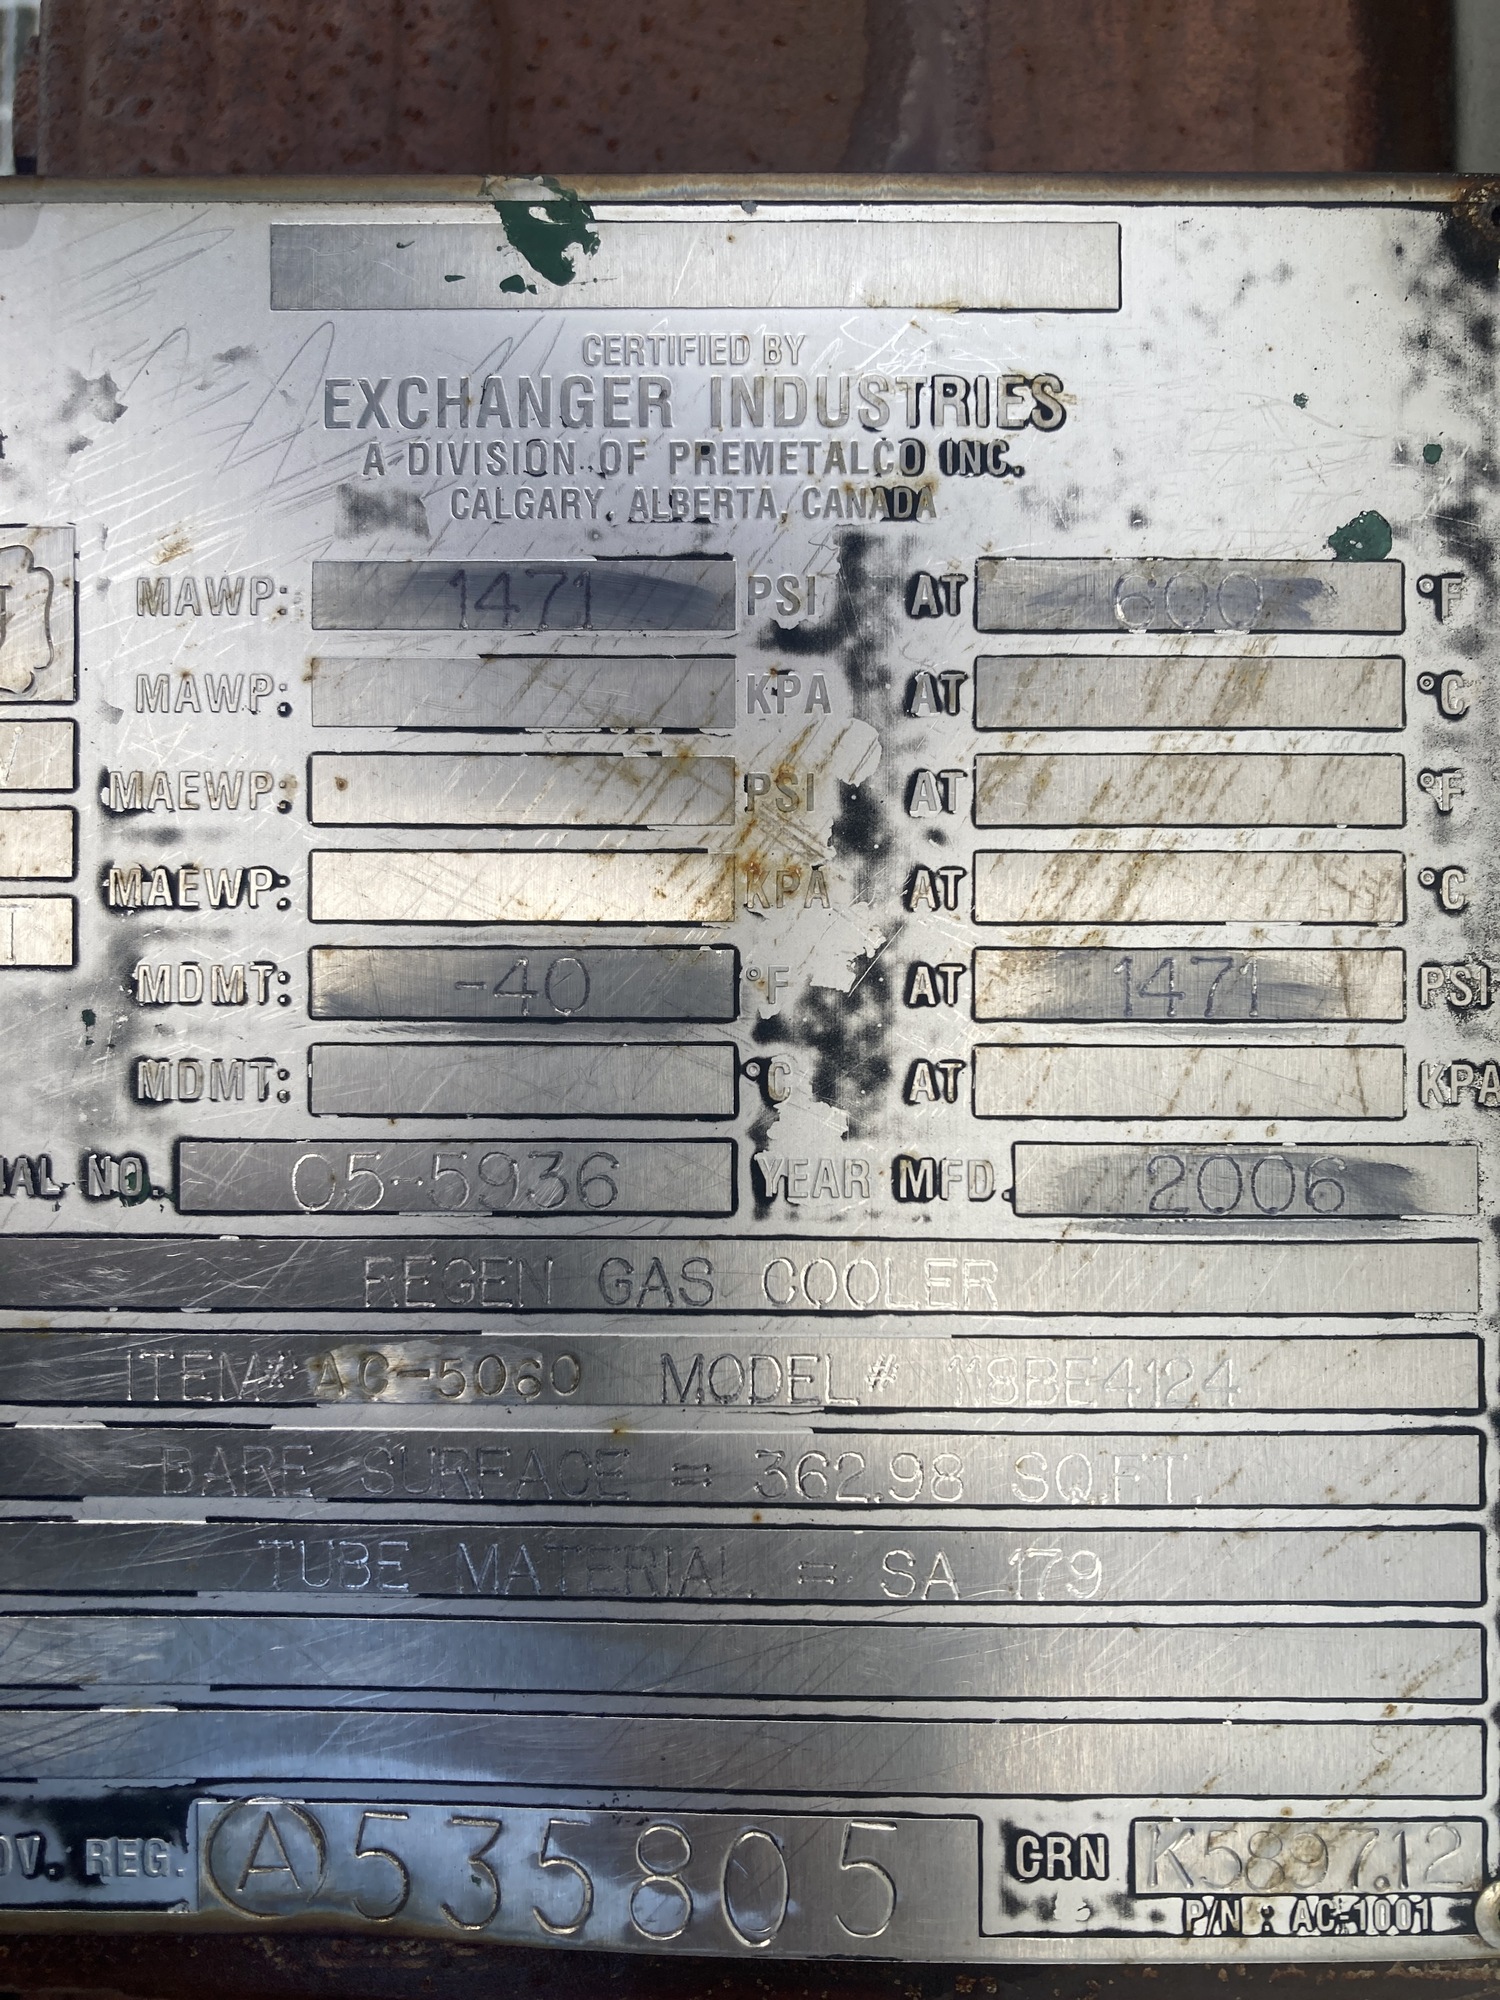 CERTIFIED BY
EXCHANGER INDUSTRIES
A DIVISION OF PREMETALCO INC.
CALGARY, ALBERTA, CANADA
MAWP: 1471 PSI AT 600 °F
MAWP: KPA AT °C
MAEWP: PSI AT °F
MAEWP: KPA AT °C
MDMT: -40 °F AT 1471 PSI
MDMT: °C AT KPA
IAL NO. 05-5936 YEAR MFD. 2006
REGEN GAS COOLER
ITEM# AC-5060 MODEL# 118BE4124
BARE SURFACE = 362.98 SQ.FT.
TUBE MATERIAL = SA 179
OV. REG. A 535805 CRN K5897.12
P/N : AC-1001